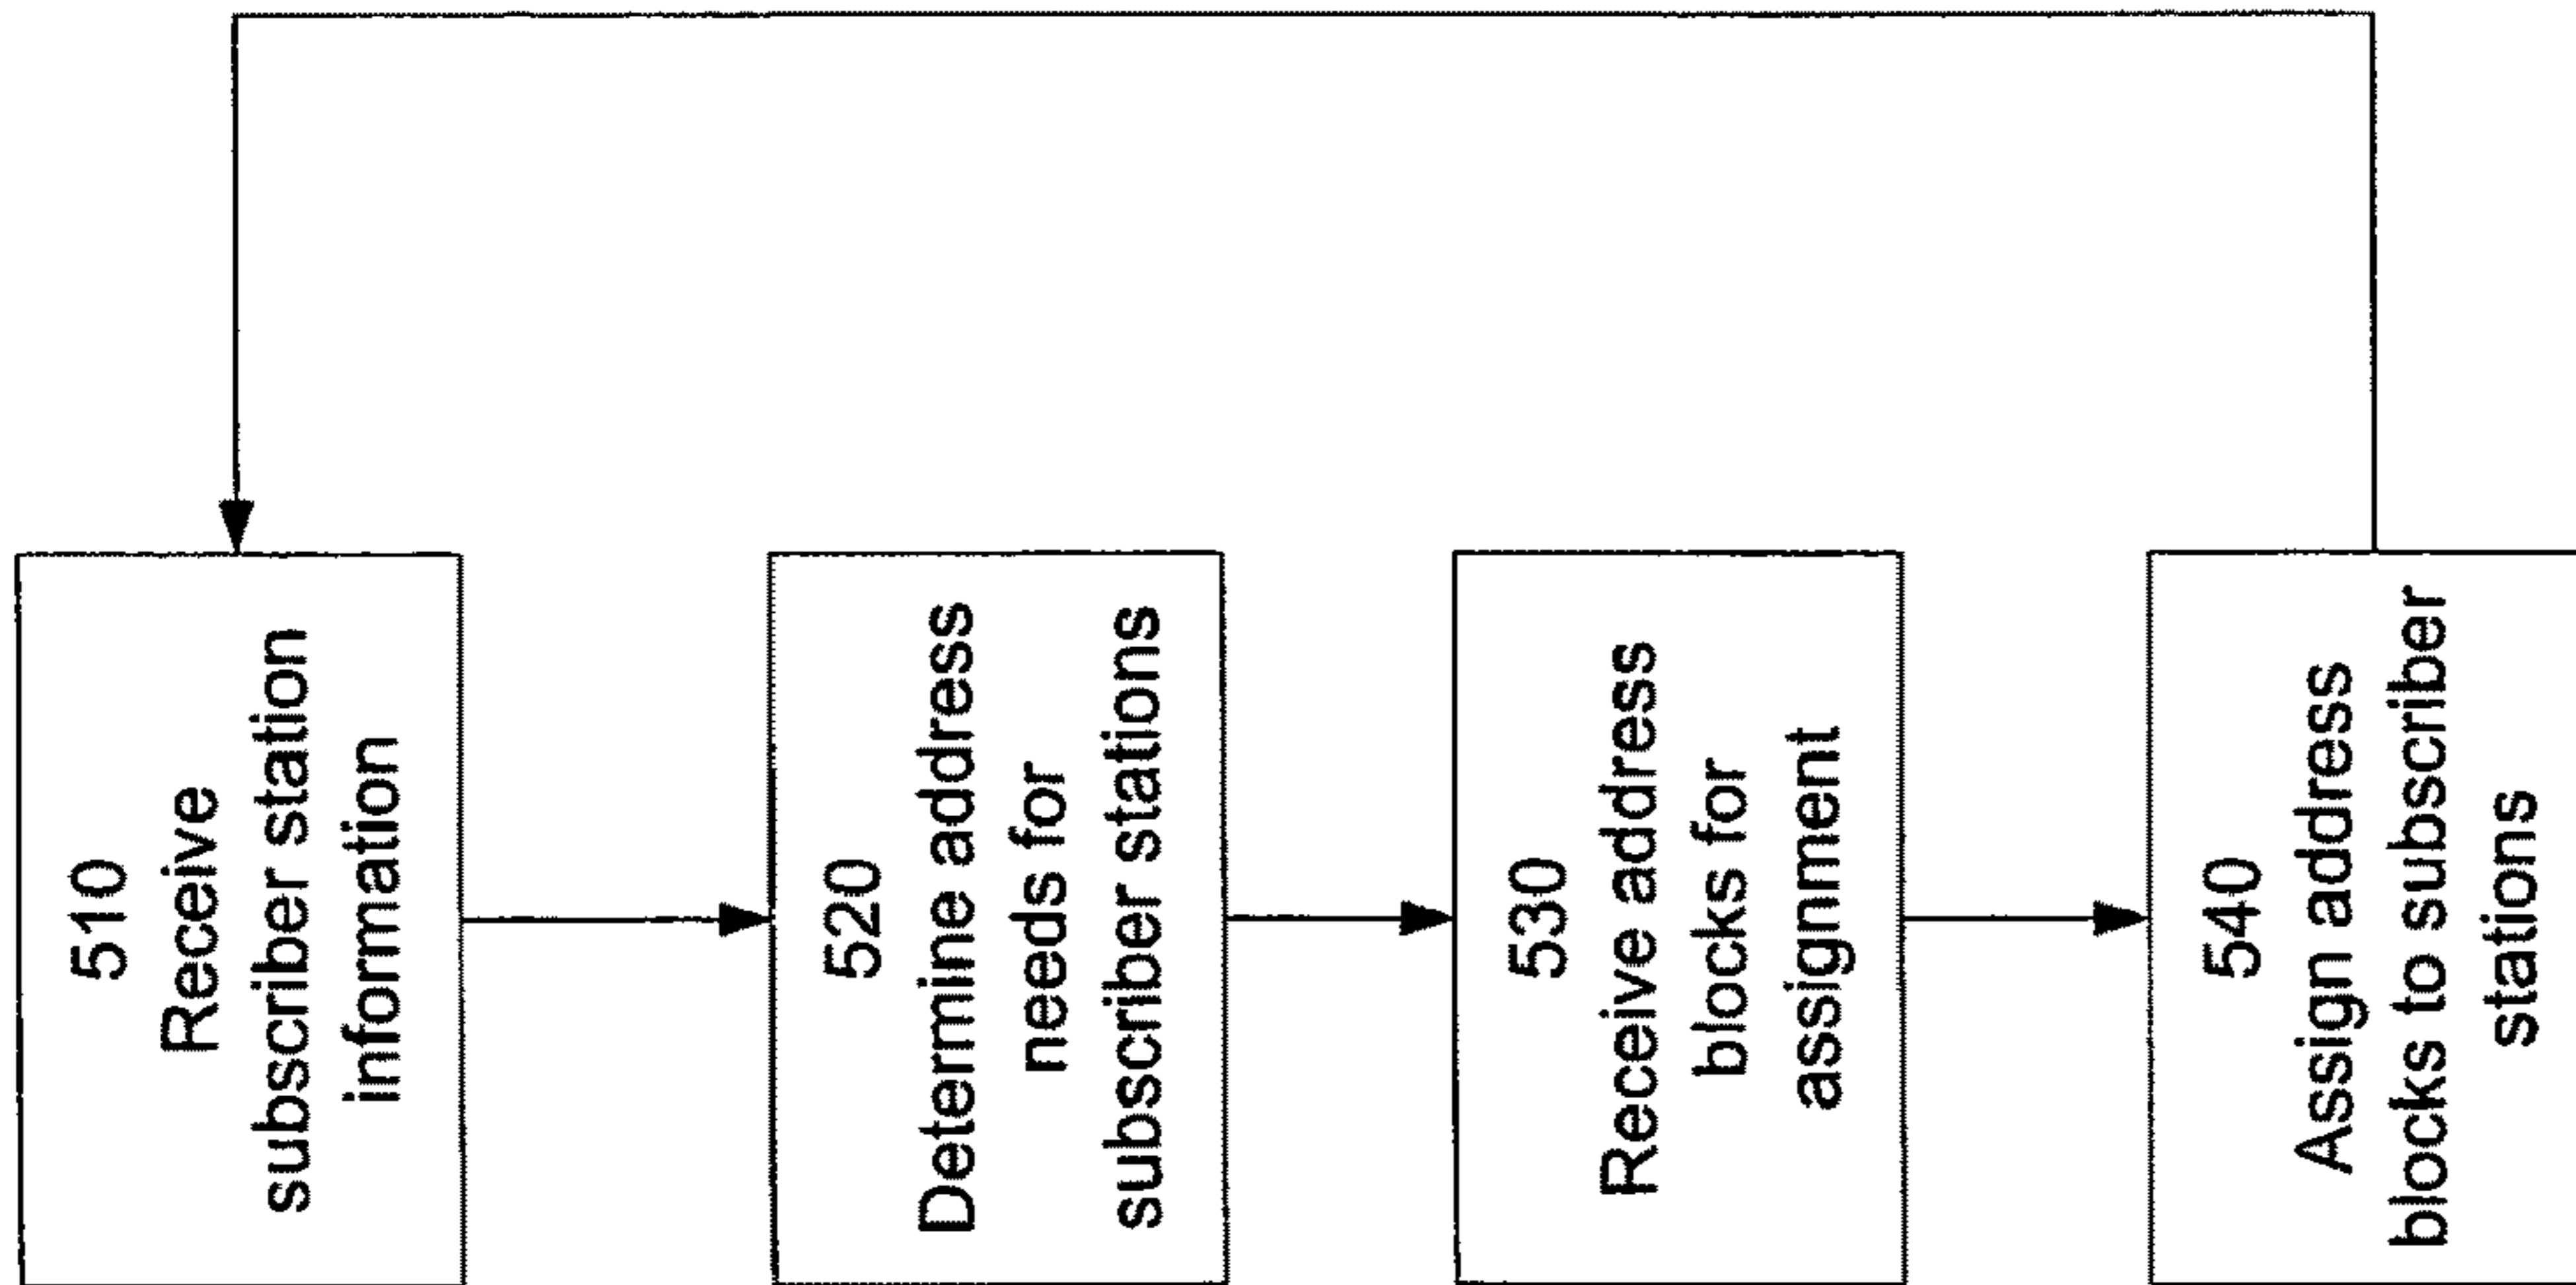 510
Receive
subscriber station
information
520
Determine address
needs for
subscriber stations
530
Receive address
blocks for
assignment
540
Assign address
blocks to subscriber
stations